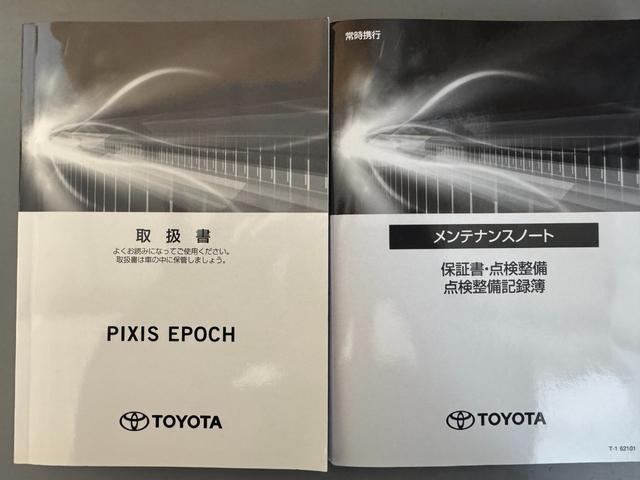 取扱書
よくお読みになってご使用ください。
取扱書は車の中に保管しましょう。
PIXIS EPOCH
TOYOTA
常時携行
メンテナンスノート
保証書・点検整備
点検整備記録簿
TOYOTA
T-1 62101